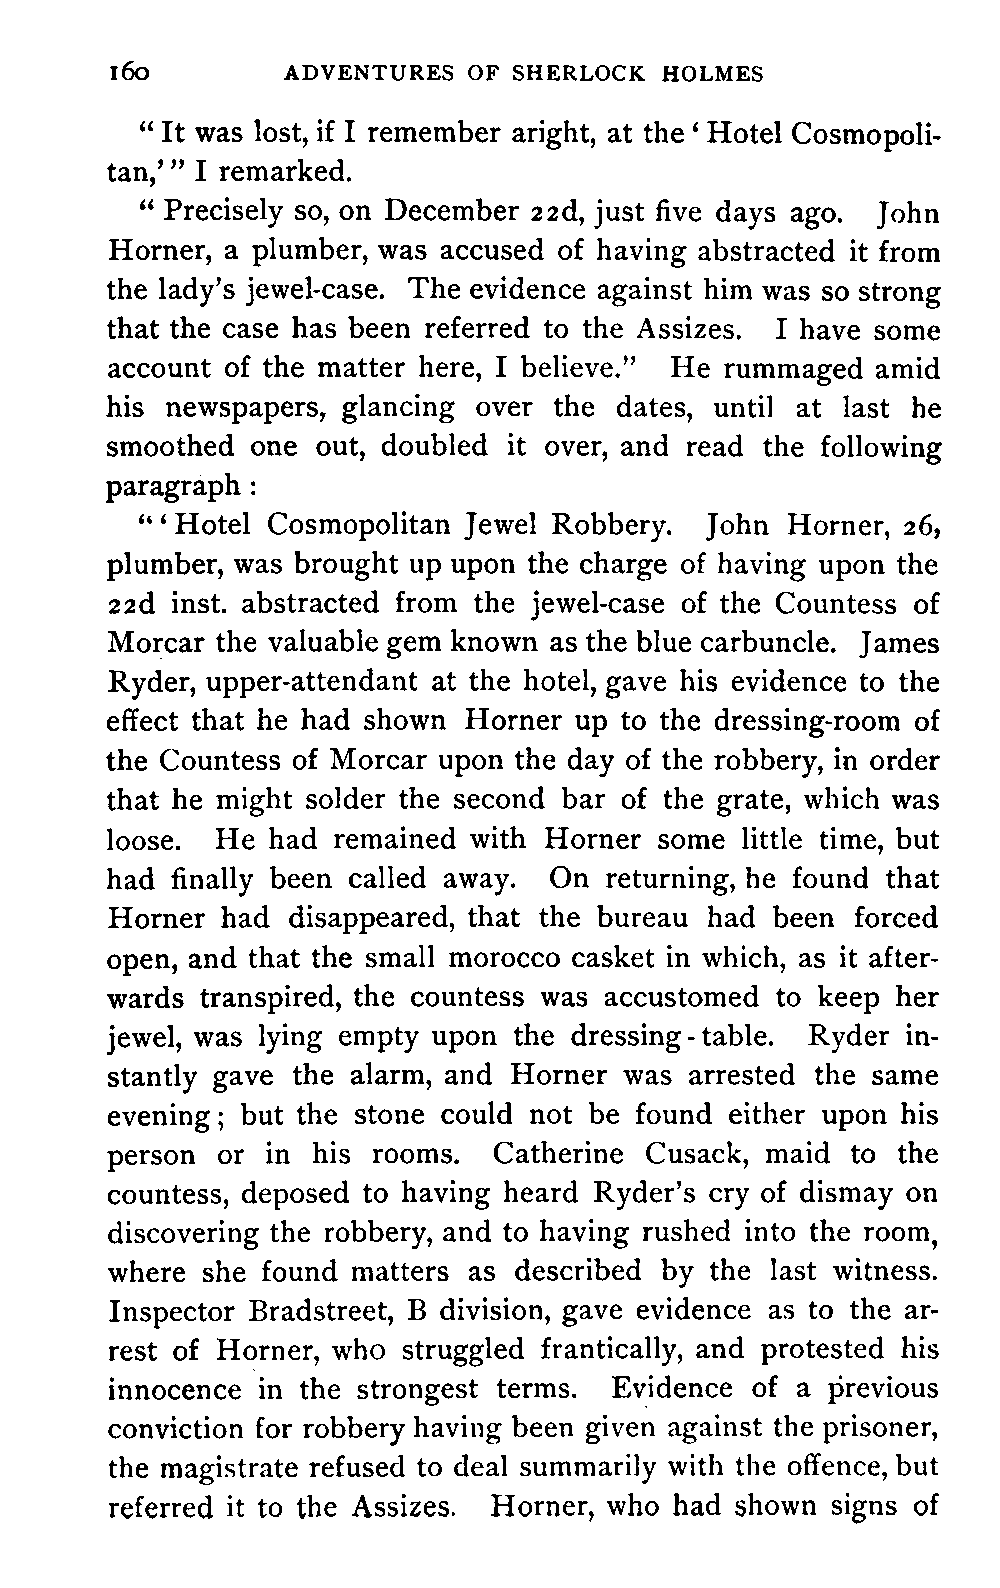 160 ADVENTURES OF SHERLOCK HOLMES
“It was lost, if I remember aright, at the ‘Hotel Cosmopoli-
tan,’” I remarked.
“Precisely so, on December 22d, just five days ago. John
Horner, a plumber, was accused of having abstracted it from
the lady’s jewel-case. The evidence against him was so strong
that the case has been referred to the Assizes. I have some
account of the matter here, I believe.” He rummaged amid
his newspapers, glancing over the dates, until at last he
smoothed one out, doubled it over, and read the following
paragraph :
“‘Hotel Cosmopolitan Jewel Robbery. John Horner, 26,
plumber, was brought up upon the charge of having upon the
22d inst. abstracted from the jewel-case of the Countess of
Morcar the valuable gem known as the blue carbuncle. James
Ryder, upper-attendant at the hotel, gave his evidence to the
effect that he had shown Horner up to the dressing-room of
the Countess of Morcar upon the day of the robbery, in order
that he might solder the second bar of the grate, which was
loose. He had remained with Horner some little time, but
had finally been called away. On returning, he found that
Horner had disappeared, that the bureau had been forced
open, and that the small morocco casket in which, as it after-
wards transpired, the countess was accustomed to keep her
jewel, was lying empty upon the dressing-table. Ryder in-
stantly gave the alarm, and Horner was arrested the same
evening; but the stone could not be found either upon his
person or in his rooms. Catherine Cusack, maid to the
countess, deposed to having heard Ryder’s cry of dismay on
discovering the robbery, and to having rushed into the room,
where she found matters as described by the last witness.
Inspector Bradstreet, B division, gave evidence as to the ar-
rest of Horner, who struggled frantically, and protested his
innocence in the strongest terms. Evidence of a previous
conviction for robbery having been given against the prisoner,
the magistrate refused to deal summarily with the offence, but
referred it to the Assizes. Horner, who had shown signs of